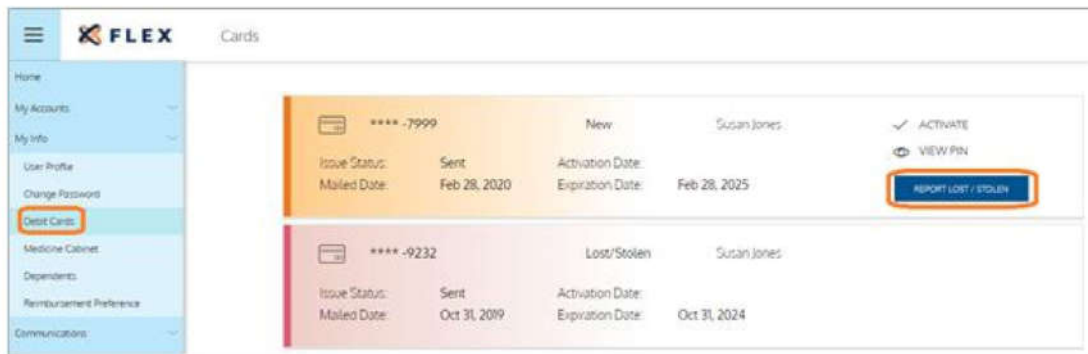 FLEX
Cards
Home
My Accounts
My Info
User Profile
Change Password
Debit Cards
Medicine Cabinet
Dependents
Reimbursement Preference
Communications
**** -7999 New Susan Jones
Issue Status: Sent Activation Date:
Mailed Date: Feb 28, 2020 Expiration Date: Feb 28, 2025
ACTIVATE
VIEW PIN
REPORT LOST / STOLEN
**** -9232 Lost/Stolen Susan Jones
Issue Status: Sent Activation Date:
Mailed Date: Oct 31, 2019 Expiration Date: Oct 31, 2024